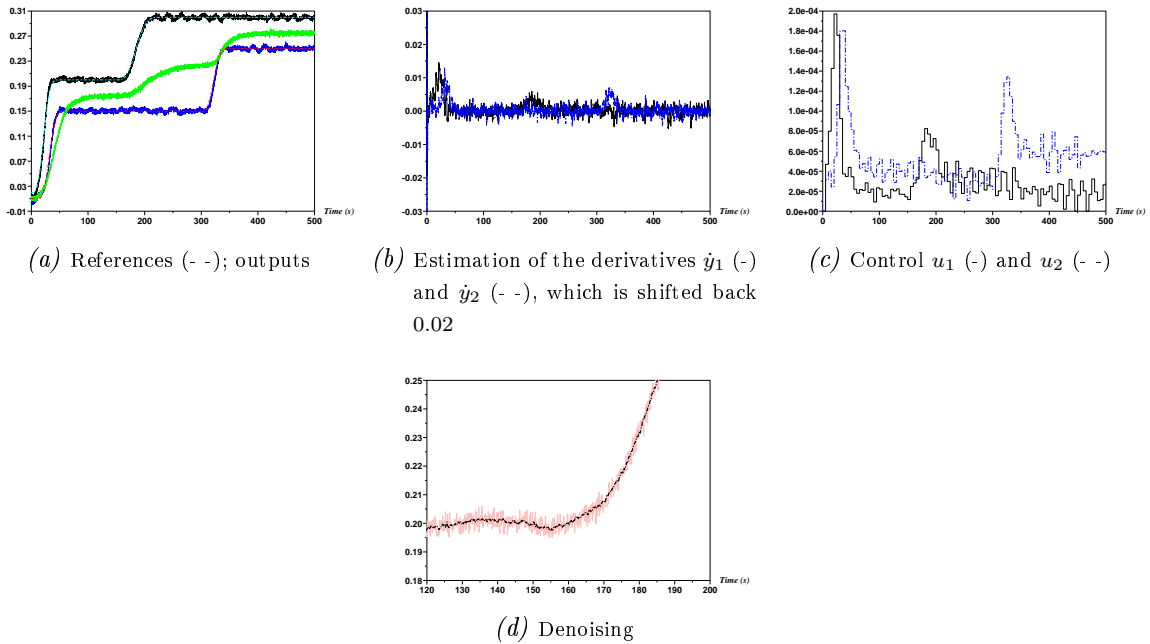 0.31
0.27
0.23
0.19
0.15
0.11
0.07
0.03
-0.01
0 100 200 300 400 500
Time (s)
(a) References (- -); outputs
0.03
0.02
0.01
0.00
-0.01
-0.02
-0.03
0 100 200 300 400 500
Time (s)
(b) Estimation of the derivatives ẏ1 (-)
and ẏ2 (- -), which is shifted back
0.02
2.0e-04
1.8e-04
1.6e-04
1.4e-04
1.2e-04
1.0e-04
8.0e-05
6.0e-05
4.0e-05
2.0e-05
0.0e+00
0 100 200 300 400 500
Time (s)
(c) Control u1 (-) and u2 (- -)
0.25
0.24
0.23
0.22
0.21
0.20
0.19
0.18
120 130 140 150 160 170 180 190 200
Time (s)
(d) Denoising